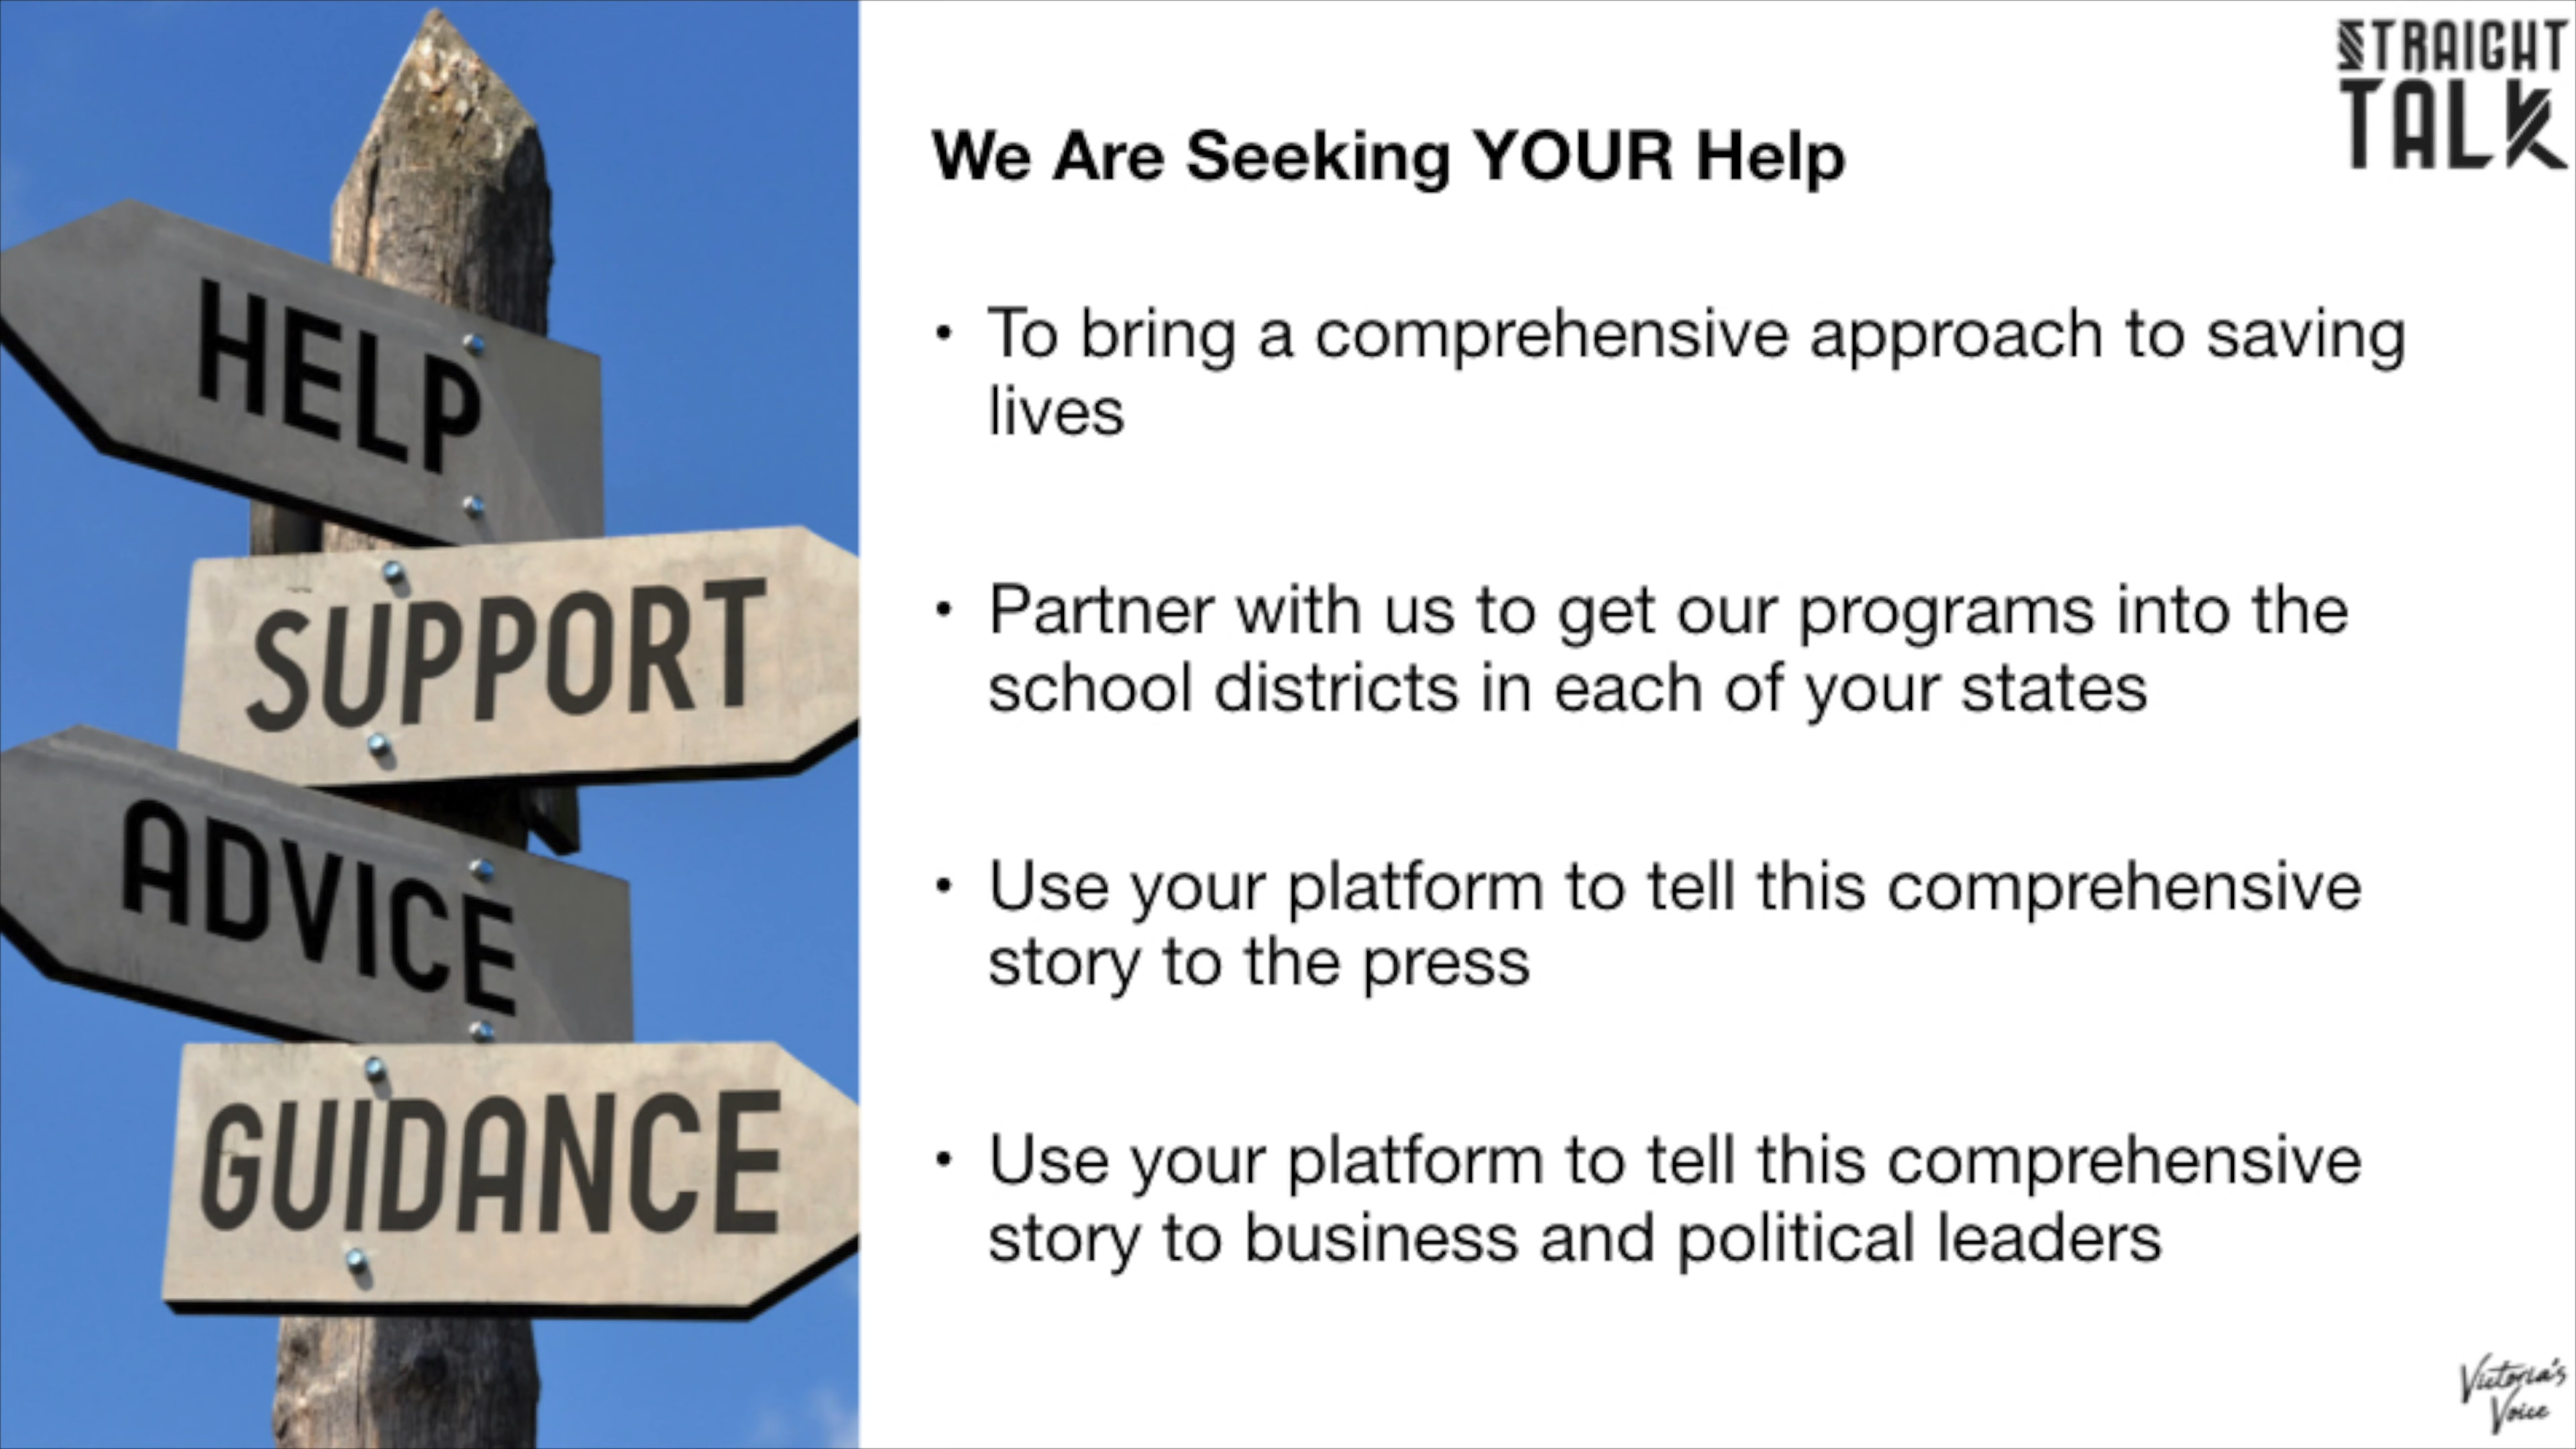 HELP
SUPPORT
ADVICE
GUIDANCE
STRAIGHT
TALK
We Are Seeking YOUR Help
• To bring a comprehensive approach to saving
lives
• Partner with us to get our programs into the
school districts in each of your states
• Use your platform to tell this comprehensive
story to the press
• Use your platform to tell this comprehensive
story to business and political leaders
Victoria's
Voice